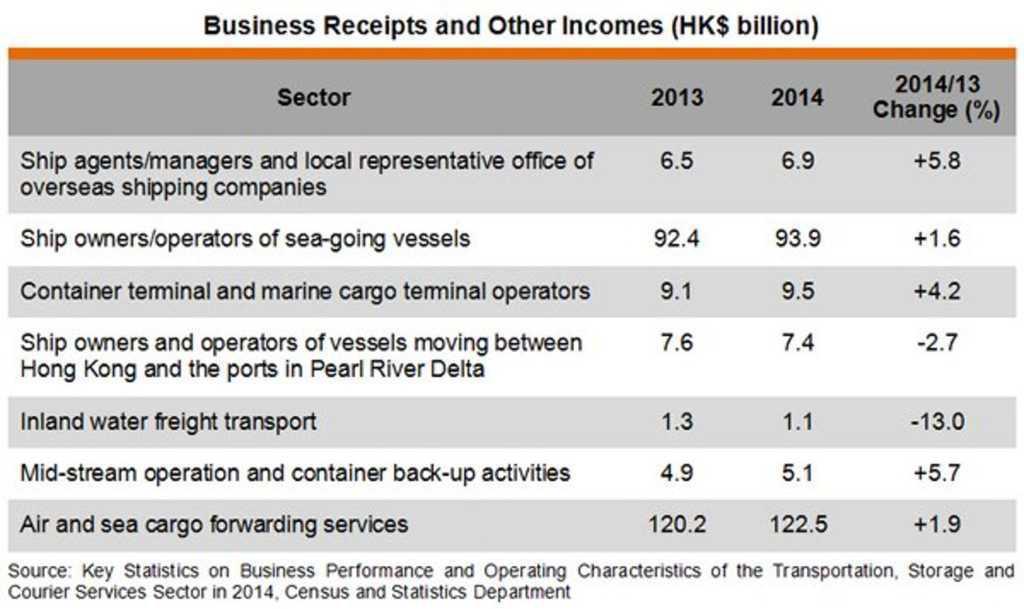 Business Receipts and Other Incomes (HK$ billion)
Sector 2013 2014 2014/13 Change (%)
Ship agents/managers and local representative office of 6.5 6.9 +5.8
overseas shipping companies
Ship owners/operators of sea-going vessels 92.4 93.9 +1.6
Container terminal and marine cargo terminal operators 9.1 9.5 +4.2
Ship owners and operators of vessels moving between 7.6 7.4 -2.7
Hong Kong and the ports in Pearl River Delta
Inland water freight transport 1.3 1.1 -13.0
Mid-stream operation and container back-up activities 4.9 5.1 +5.7
Air and sea cargo forwarding services 120.2 122.5 +1.9
Source: Key Statistics on Business Performance and Operating Characteristics of the Transportation, Storage and
Courier Services Sector in 2014, Census and Statistics Department